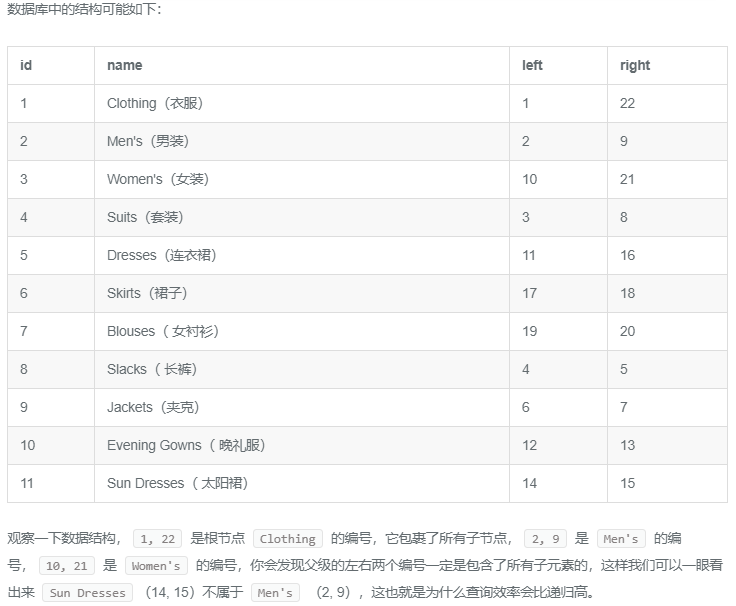 数据库中的结构可能如下：
id name left right
1 Clothing（衣服） 1 22
2 Men's（男装） 2 9
3 Women's（女装） 10 21
4 Suits（套装） 3 8
5 Dresses（连衣裙） 11 16
6 Skirts（裙子） 17 18
7 Blouses（ 女衬衫） 19 20
8 Slacks（ 长裤） 4 5
9 Jackets（夹克） 6 7
10 Evening Gowns（ 晚礼服） 12 13
11 Sun Dresses（ 太阳裙） 14 15
观察一下数据结构， 1, 22 是根节点 Clothing 的编号，它包裹了所有子节点， 2, 9 是 Men's 的编
号， 10, 21 是 Women's 的编号，你会发现父级的左右两个编号一定是包含了所有子元素的，这样我们可以一眼看
出来 Sun Dresses （14, 15）不属于 Men's （2, 9），这也就是为什么查询效率会比递归高。